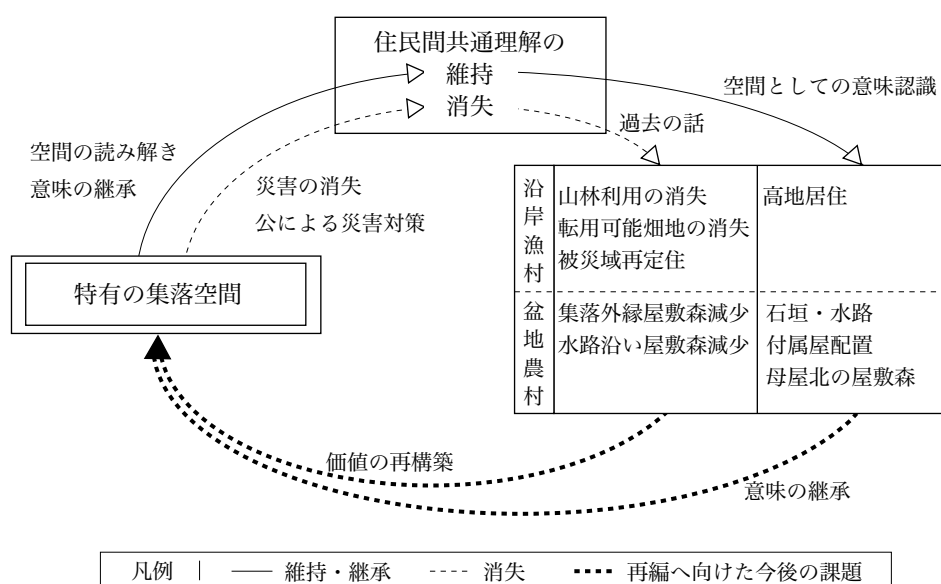 住民間共通理解の
維持
消失
空間としての意味認識
過去の話
空間の読み解き
意味の継承
災害の消失
公による災害対策
特有の集落空間
沿岸漁村
山林利用の消失
転用可能畑地の消失
被災域再定住
高地居住
盆地農村
集落外縁屋敷森減少
水路沿い屋敷森減少
石垣・水路
付属屋配置
母屋北の屋敷森
価値の再構築
意味の継承
凡例 維持・継承 消失 再編へ向けた今後の課題